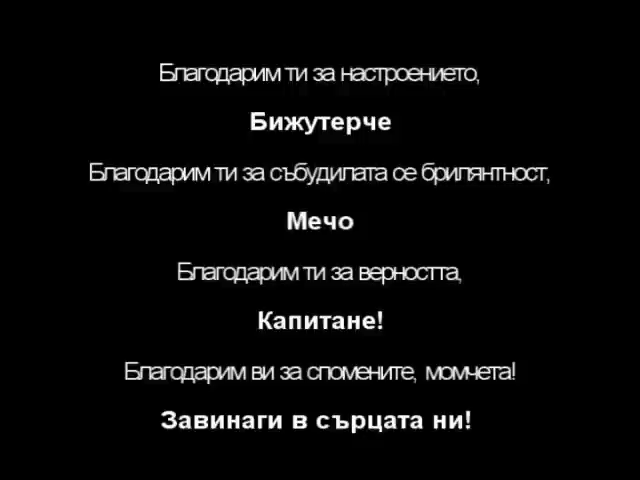 Благодарим ти за настроението,
Бижутерче
Благодарим ти за събудилата се брилянтност,
Мечо
Благодарим ти за верността,
Капитане!
Благодарим ви за спомените, момчета!
Завинаги в сърцата ни!